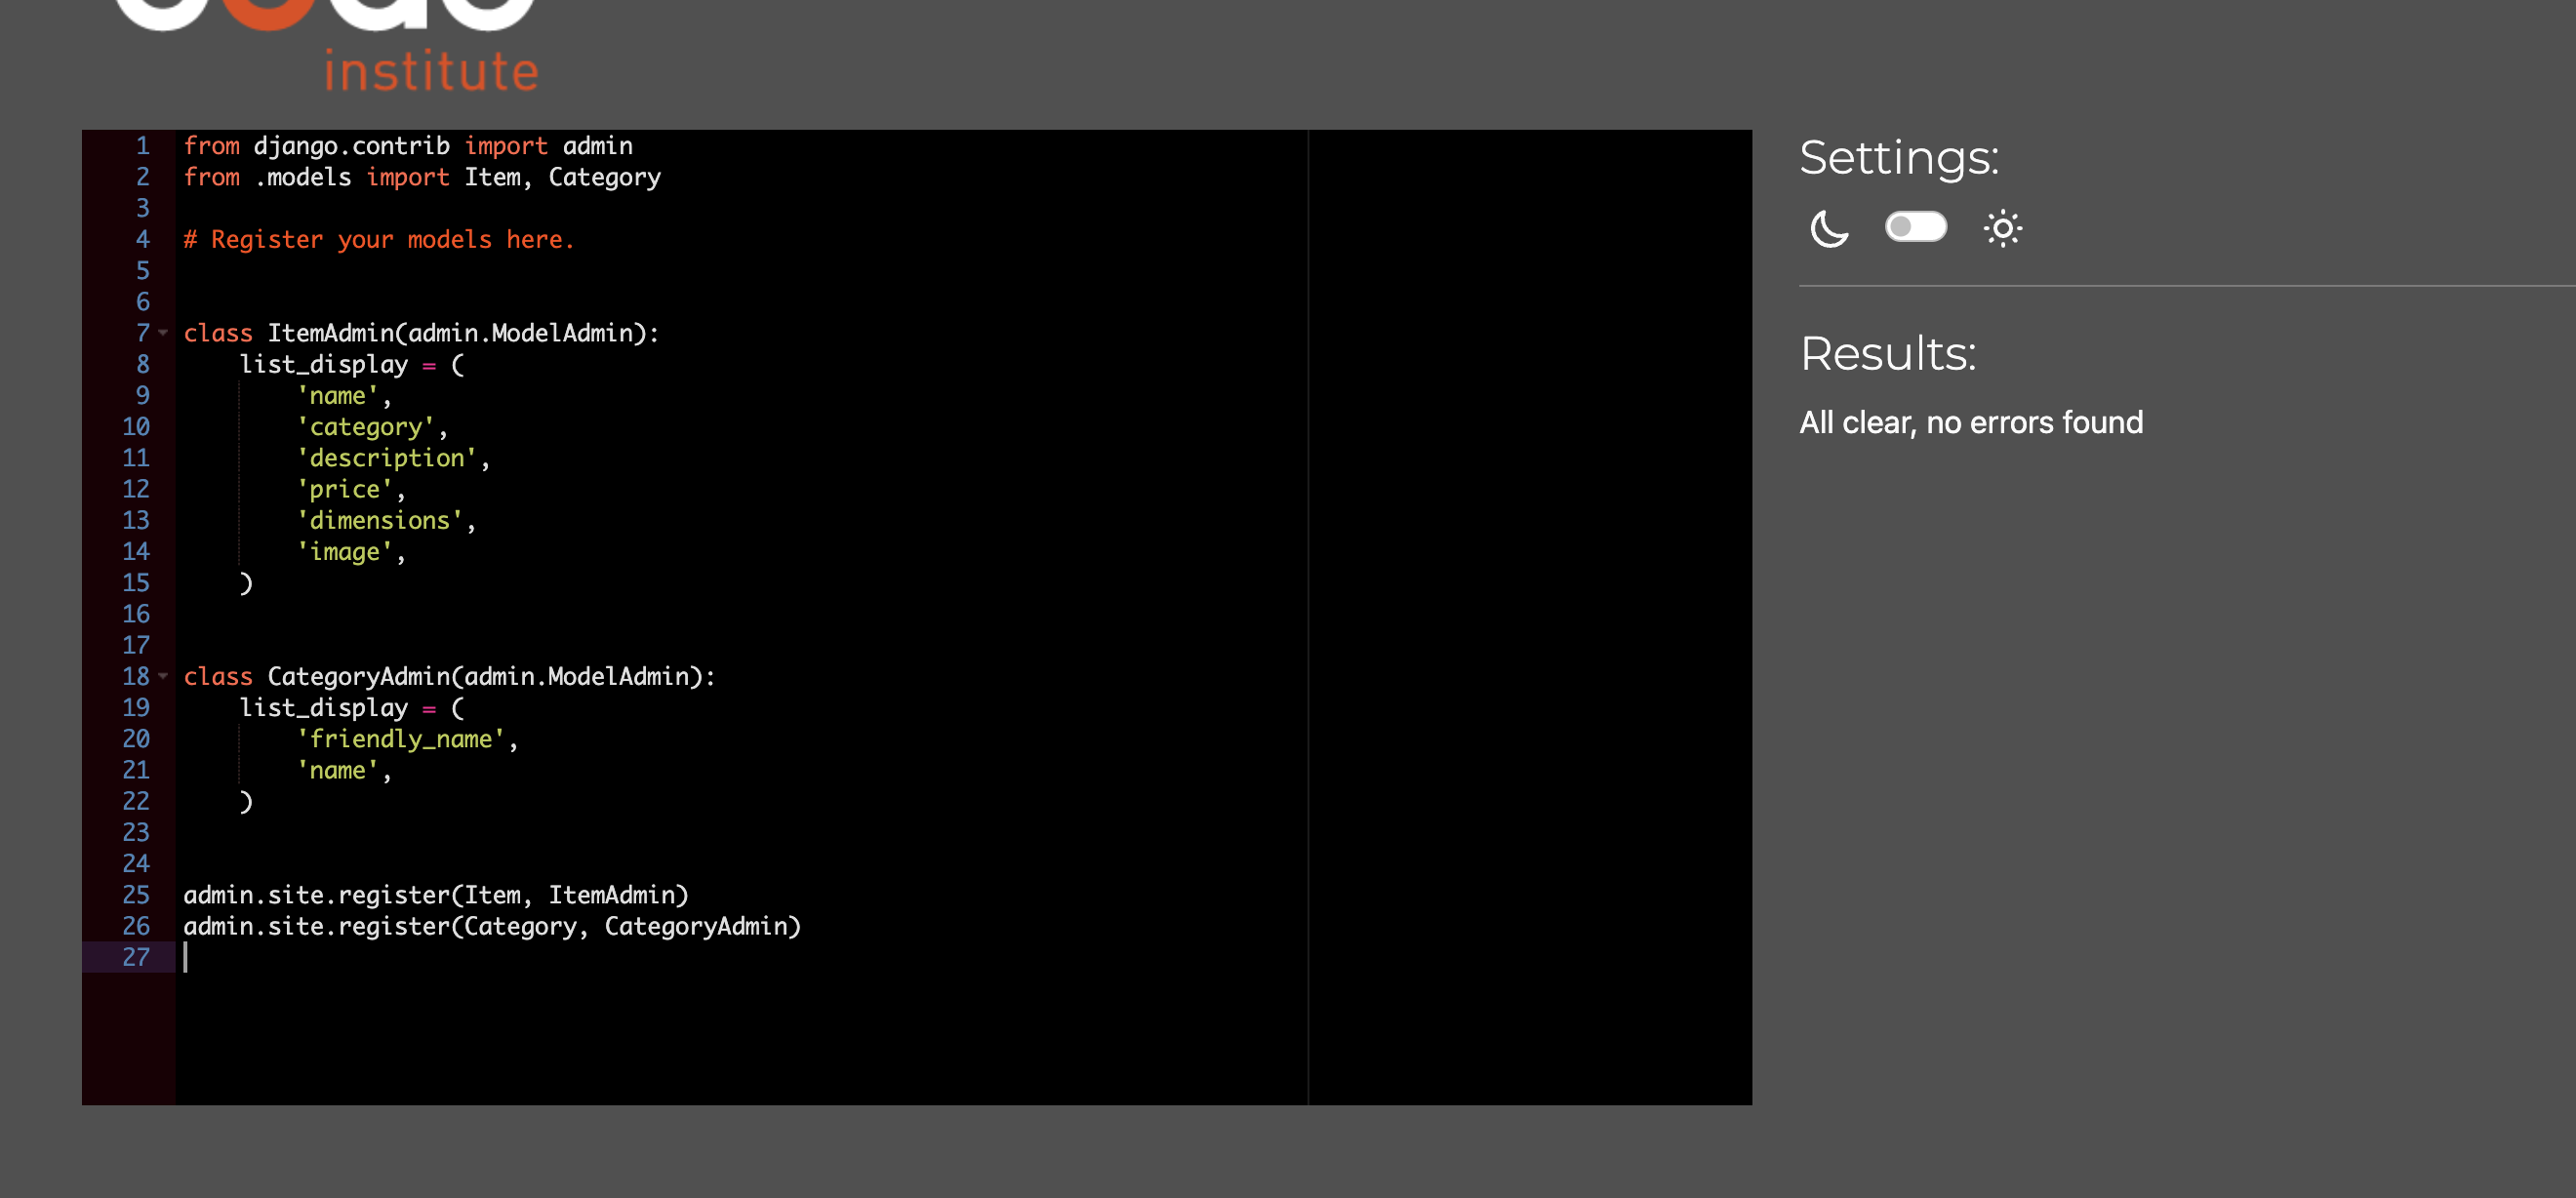 institute
1 from django.contrib import admin
2 from .models import Item, Category
3
4 # Register your models here.
5
6
7 class ItemAdmin(admin.ModelAdmin):
8     list_display = (
9         'name',
10         'category',
11         'description',
12         'price',
13         'dimensions',
14         'image',
15     )
16
17
18 class CategoryAdmin(admin.ModelAdmin):
19     list_display = (
20         'friendly_name',
21         'name',
22     )
23
24
25 admin.site.register(Item, ItemAdmin)
26 admin.site.register(Category, CategoryAdmin)
27
Settings:
Results:
All clear, no errors found